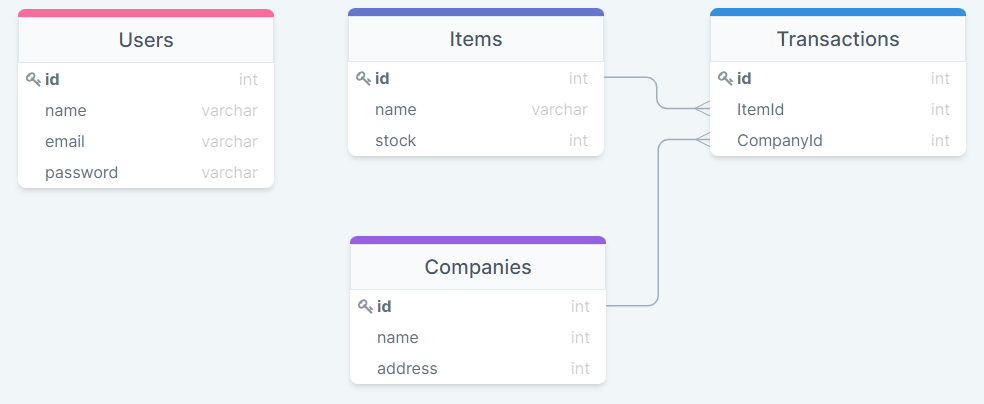 Users
id int
name varchar
email varchar
password varchar
Items
id int
name varchar
stock int
Transactions
id int
ItemId int
CompanyId int
Companies
id int
name int
address int